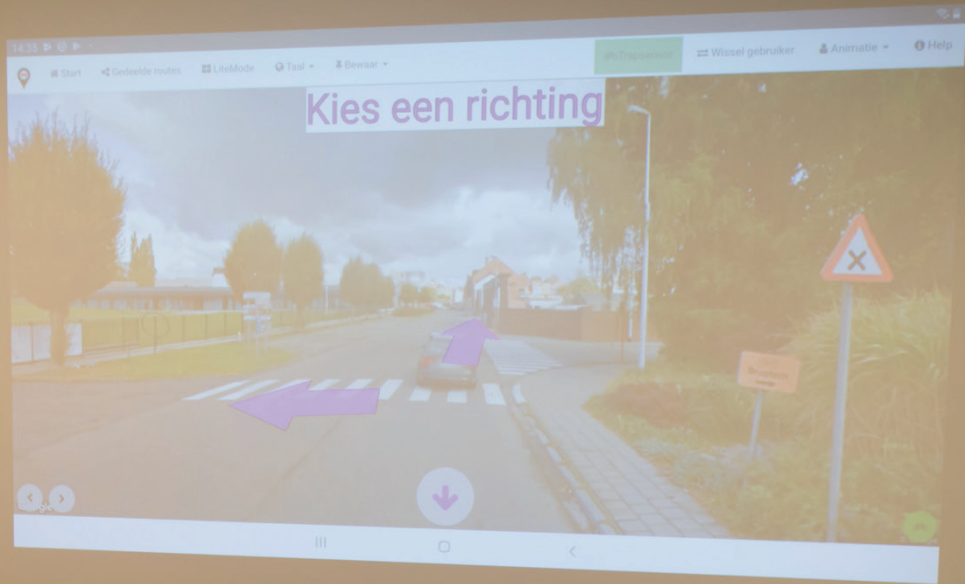 14:35
Start
Gedeelde routes
LiteMode
Taal
Bewaar
Wissel gebruiker
Animatie
Help
Kies een richting